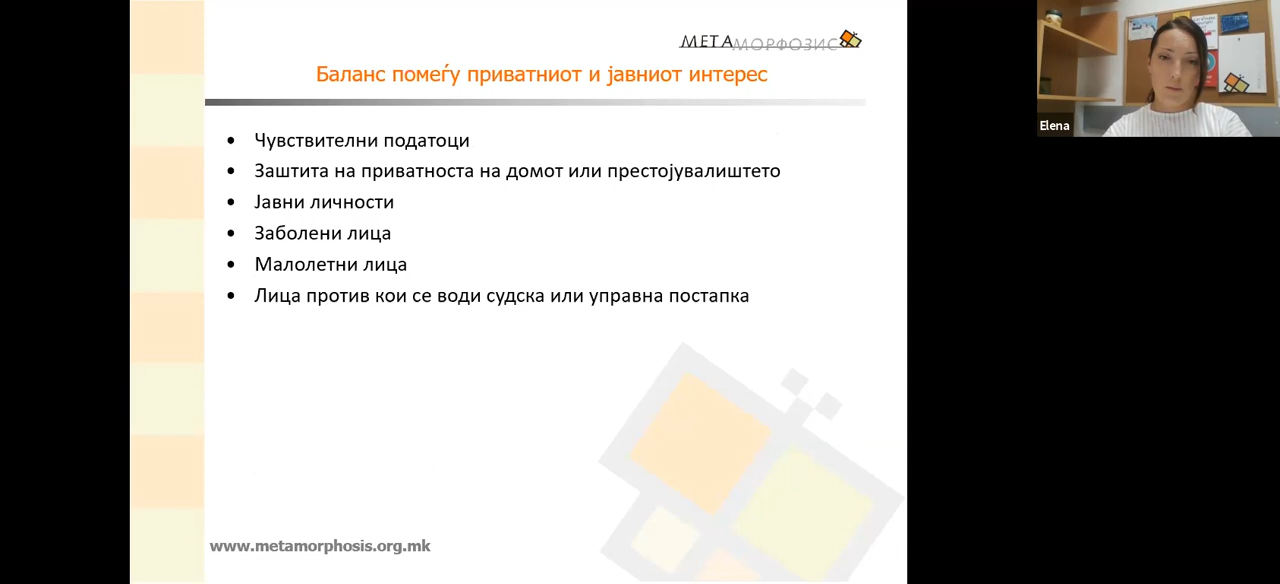 МЕТАМОРФОЗИС
Баланс помеѓу приватниот и јавниот интерес
• Чувствителни податоци
• Заштита на приватноста на домот или престојувалиштето
• Јавни личности
• Заболени лица
• Малолетни лица
• Лица против кои се води судска или управна постапка
www.metamorphosis.org.mk
Elena